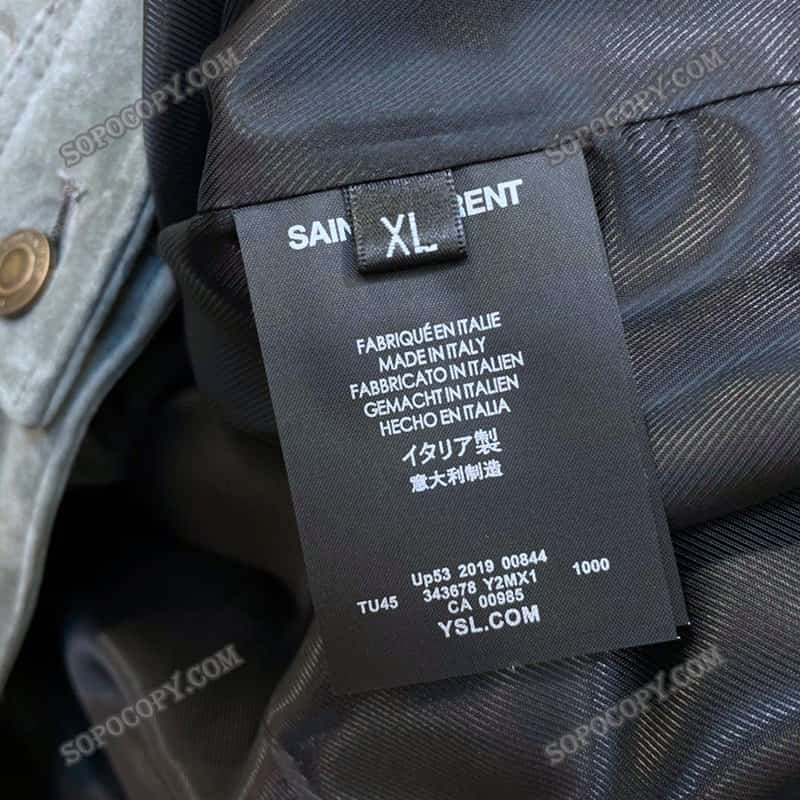 SOPOCOPY.COM
SOPOCOPY.COM
SAIN RENT
XL
FABRIQUÉ EN ITALIE
MADE IN ITALY
FABBRICATO IN ITALIEN
GEMACHT IN ITALIEN
HECHO EN ITALIA
イタリア製
意大利制造
Up53 2019 00844
TU45 343678 Y2MX1 1000
CA 00985
YSL.COM
SOPOCOPY.COM
SOPOCOPY.COM